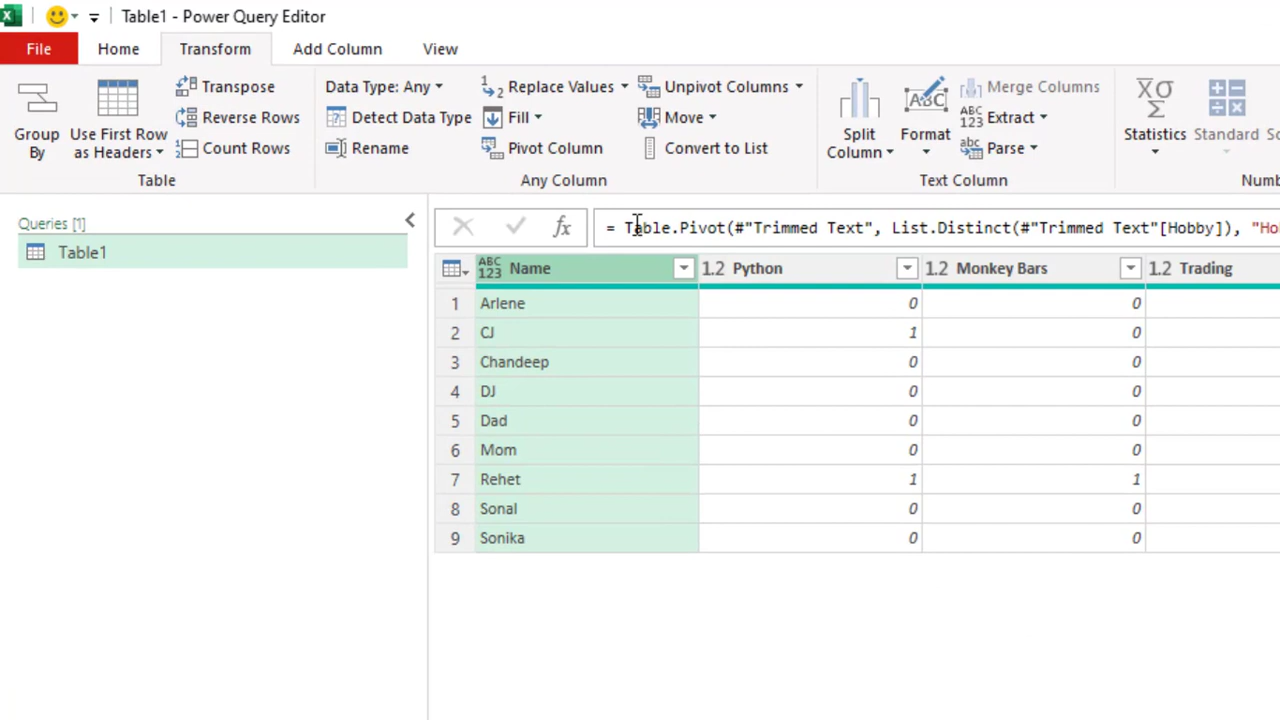 Table1 - Power Query Editor
File Home Transform Add Column View
Group By
Use First Row as Headers
Transpose
Reverse Rows
Count Rows
Table
Data Type: Any
Detect Data Type
Rename
Replace Values
Fill
Pivot Column
Unpivot Columns
Move
Convert to List
Any Column
Split Column
Format
ABC
Merge Columns
Extract
Parse
Text Column
Statistics
Standard
Queries [1]
Table1
fx = Table.Pivot(#"Trimmed Text", List.Distinct(#"Trimmed Text"[Hobby]), "Ho
ABC 123 Name 1.2 Python 1.2 Monkey Bars 1.2 Trading
1 Arlene 0 0
2 CJ 1 0
3 Chandeep 0 0
4 DJ 0 0
5 Dad 0 0
6 Mom 0 0
7 Rehet 1 1
8 Sonal 0 0
9 Sonika 0 0